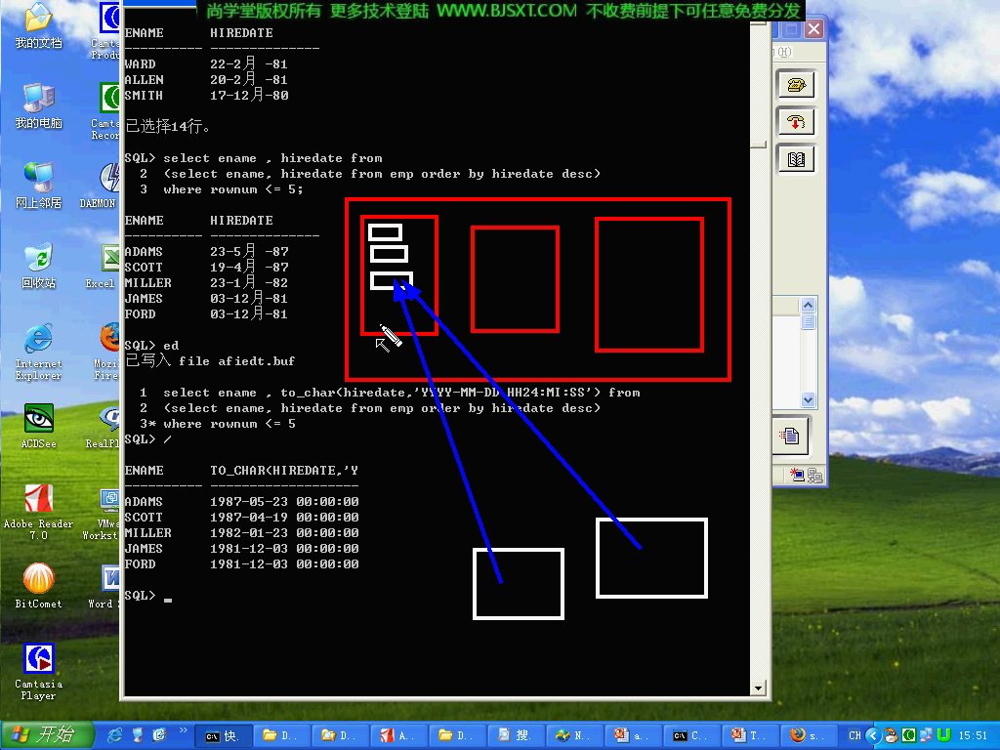 尚学堂版权所有 更多技术登陆 WWW.BJSXT.COM 不收费前提下可任意免费分发
ENAME HIREDATE
---------- --------------
WARD 22-2月 -81
ALLEN 20-2月 -81
SMITH 17-12月-80
已选择14行。
SQL> select ename , hiredate from
2 (select ename, hiredate from emp order by hiredate desc)
3 where rownum <= 5;
ENAME HIREDATE
---------- --------------
ADAMS 23-5月 -87
SCOTT 19-4月 -87
MILLER 23-1月 -82
JAMES 03-12月-81
FORD 03-12月-81
SQL> ed
已写入 file afiedt.buf
1 select ename , to_char(hiredate,'YYYY-MM-DD HH24:MI:SS') from
2 (select ename, hiredate from emp order by hiredate desc)
3* where rownum <= 5
SQL> /
ENAME TO_CHAR(HIREDATE,'Y
---------- -------------------
ADAMS 1987-05-23 00:00:00
SCOTT 1987-04-19 00:00:00
MILLER 1982-01-23 00:00:00
JAMES 1981-12-03 00:00:00
FORD 1981-12-03 00:00:00
SQL> _
我的文档
Camta
Produ
我的电脑
Camta
Recor
网上邻居
DAEMON
回收站
Excel
Internet
Explorer
Mozi
Fire
ACDSee
RealPl
Adobe Reader
7.0
VMwa
Workst
BitComet
Word
Camtasia
Player
(H)
开始
快.
D..
D..
A.
D..
搜.
N..
a..
C..
T..
s..
CH
15:51